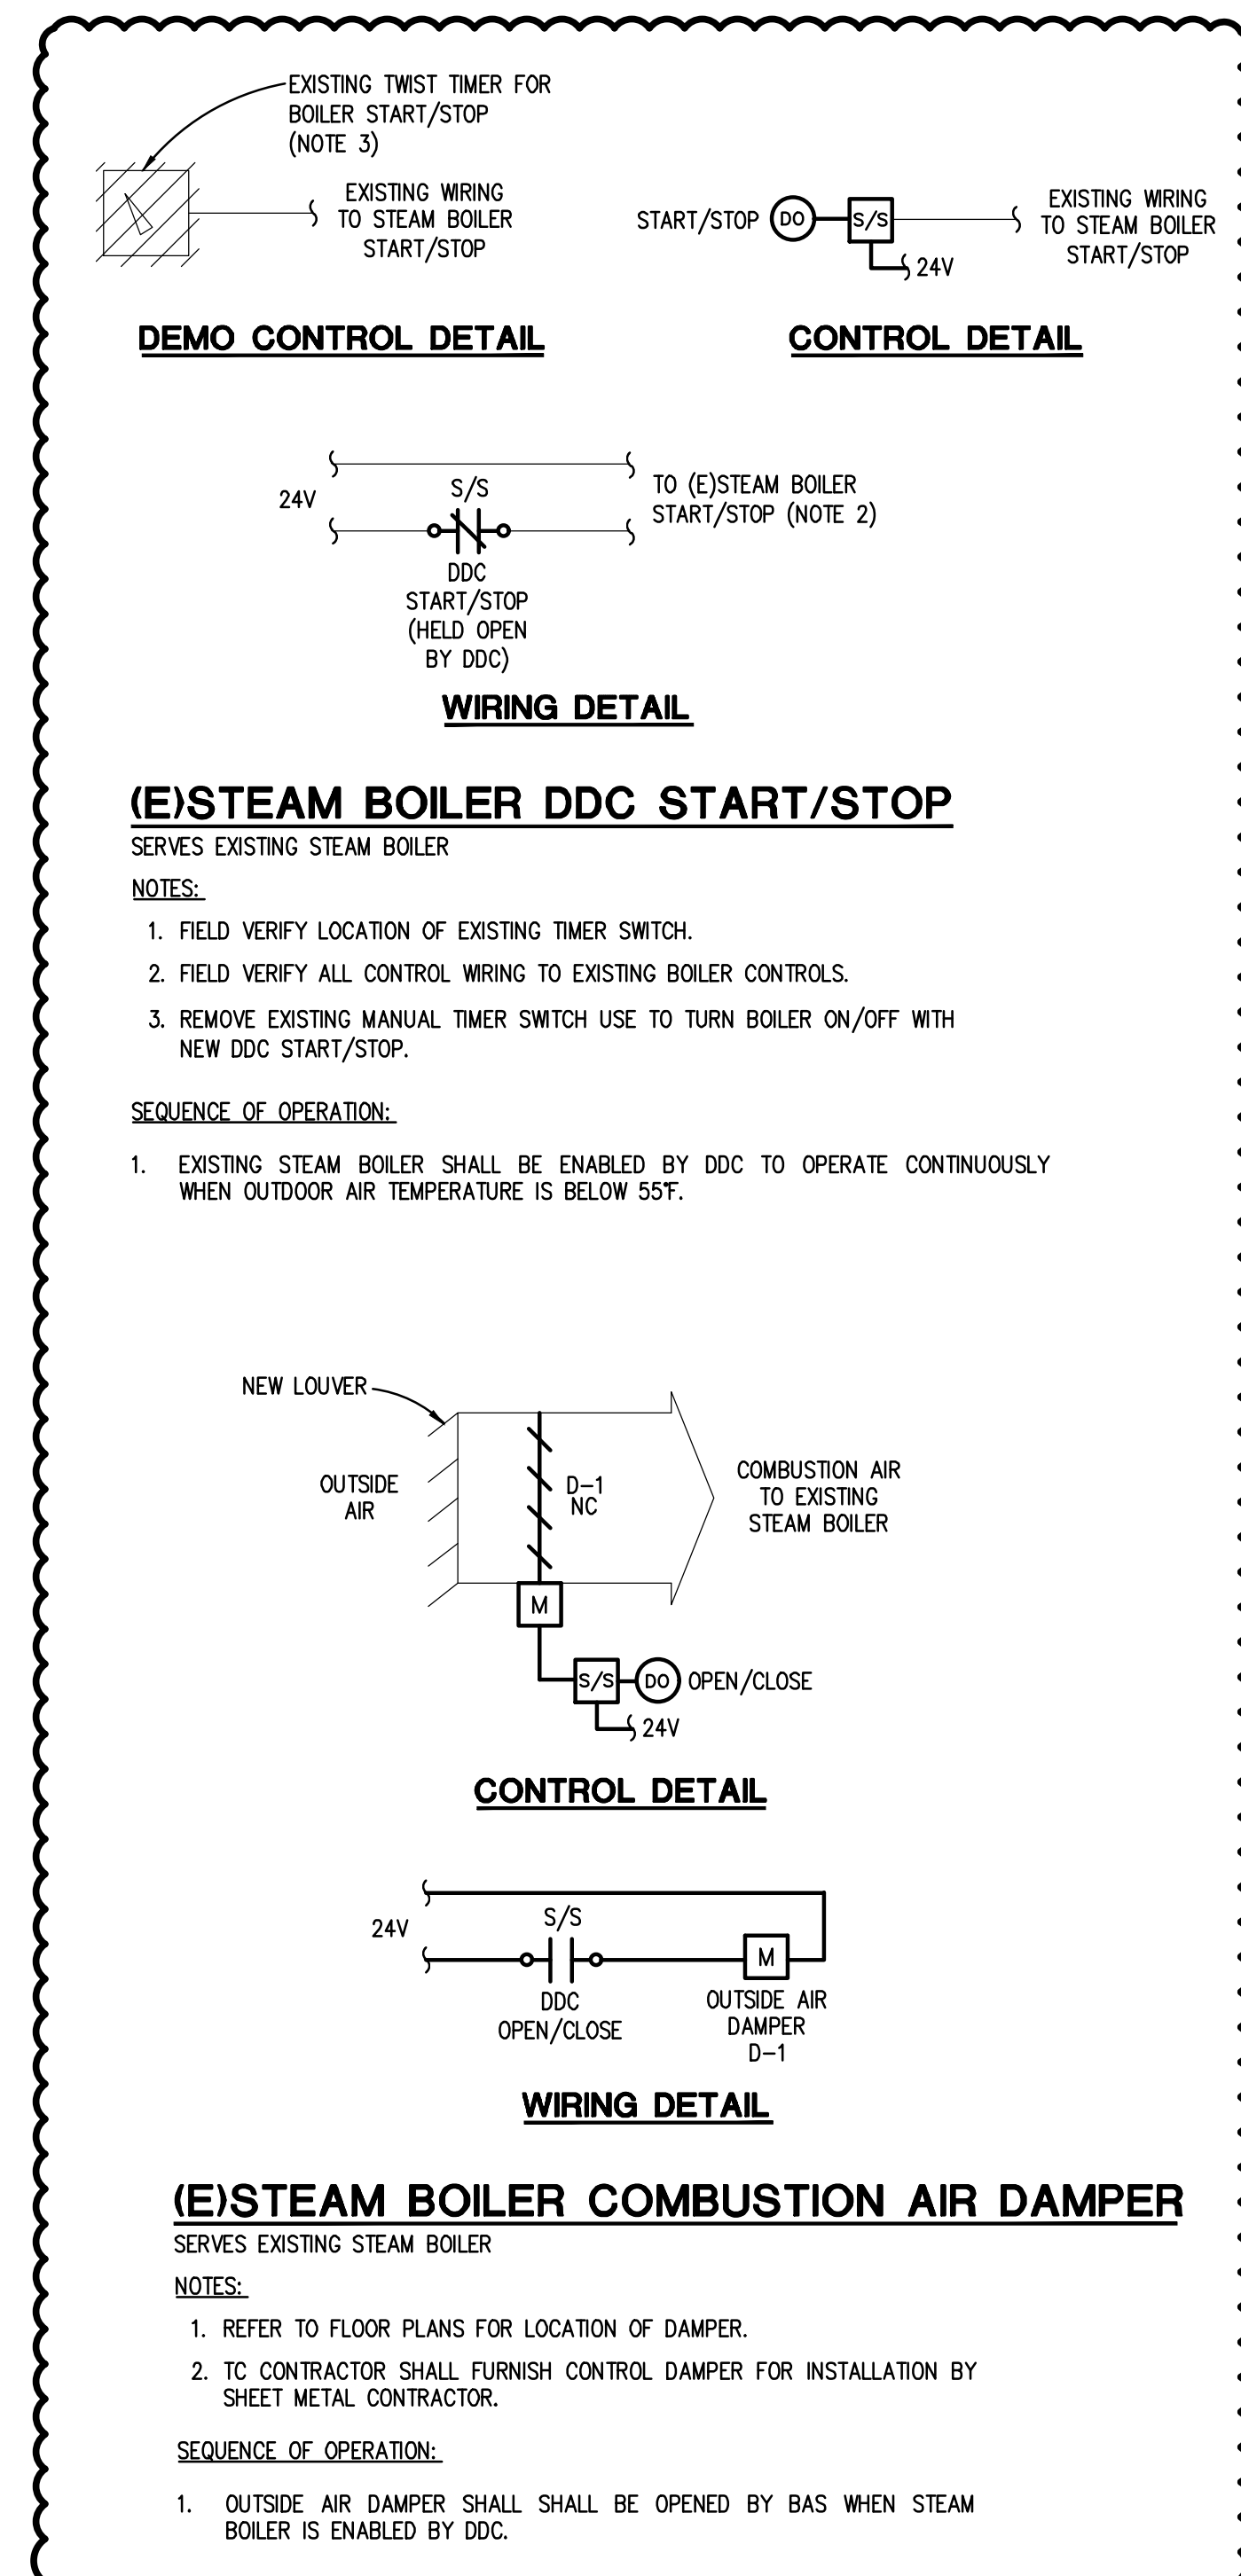 EXISTING TWIST TIMER FOR
BOILER START/STOP
(NOTE 3)
EXISTING WIRING
TO STEAM BOILER
START/STOP
START/STOP
DO
S/S
24V
EXISTING WIRING
TO STEAM BOILER
START/STOP
DEMO CONTROL DETAIL
CONTROL DETAIL
24V
S/S
TO (E)STEAM BOILER
START/STOP (NOTE 2)
DDC
START/STOP
(HELD OPEN
BY DDC)
WIRING DETAIL
(E)STEAM BOILER DDC START/STOP
SERVES EXISTING STEAM BOILER
NOTES:
1. FIELD VERIFY LOCATION OF EXISTING TIMER SWITCH.
2. FIELD VERIFY ALL CONTROL WIRING TO EXISTING BOILER CONTROLS.
3. REMOVE EXISTING MANUAL TIMER SWITCH USE TO TURN BOILER ON/OFF WITH
NEW DDC START/STOP.
SEQUENCE OF OPERATION:
1. EXISTING STEAM BOILER SHALL BE ENABLED BY DDC TO OPERATE CONTINUOUSLY
WHEN OUTDOOR AIR TEMPERATURE IS BELOW 55°F.
NEW LOUVER
OUTSIDE
AIR
D-1
NC
COMBUSTION AIR
TO EXISTING
STEAM BOILER
M
S/S
DO
OPEN/CLOSE
24V
CONTROL DETAIL
24V
S/S
M
DDC
OPEN/CLOSE
OUTSIDE AIR
DAMPER
D-1
WIRING DETAIL
(E)STEAM BOILER COMBUSTION AIR DAMPER
SERVES EXISTING STEAM BOILER
NOTES:
1. REFER TO FLOOR PLANS FOR LOCATION OF DAMPER.
2. TC CONTRACTOR SHALL FURNISH CONTROL DAMPER FOR INSTALLATION BY
SHEET METAL CONTRACTOR.
SEQUENCE OF OPERATION:
1. OUTSIDE AIR DAMPER SHALL SHALL BE OPENED BY BAS WHEN STEAM
BOILER IS ENABLED BY DDC.